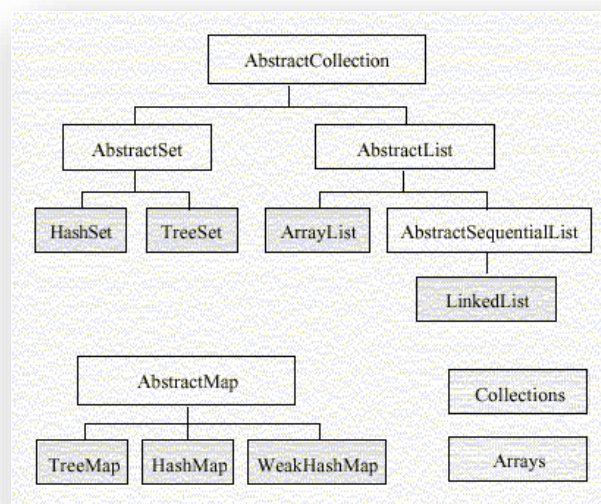 AbstractCollection
AbstractSet
AbstractList
HashSet
TreeSet
ArrayList
AbstractSequentialList
LinkedList
AbstractMap
Collections
TreeMap
HashMap
WeakHashMap
Arrays